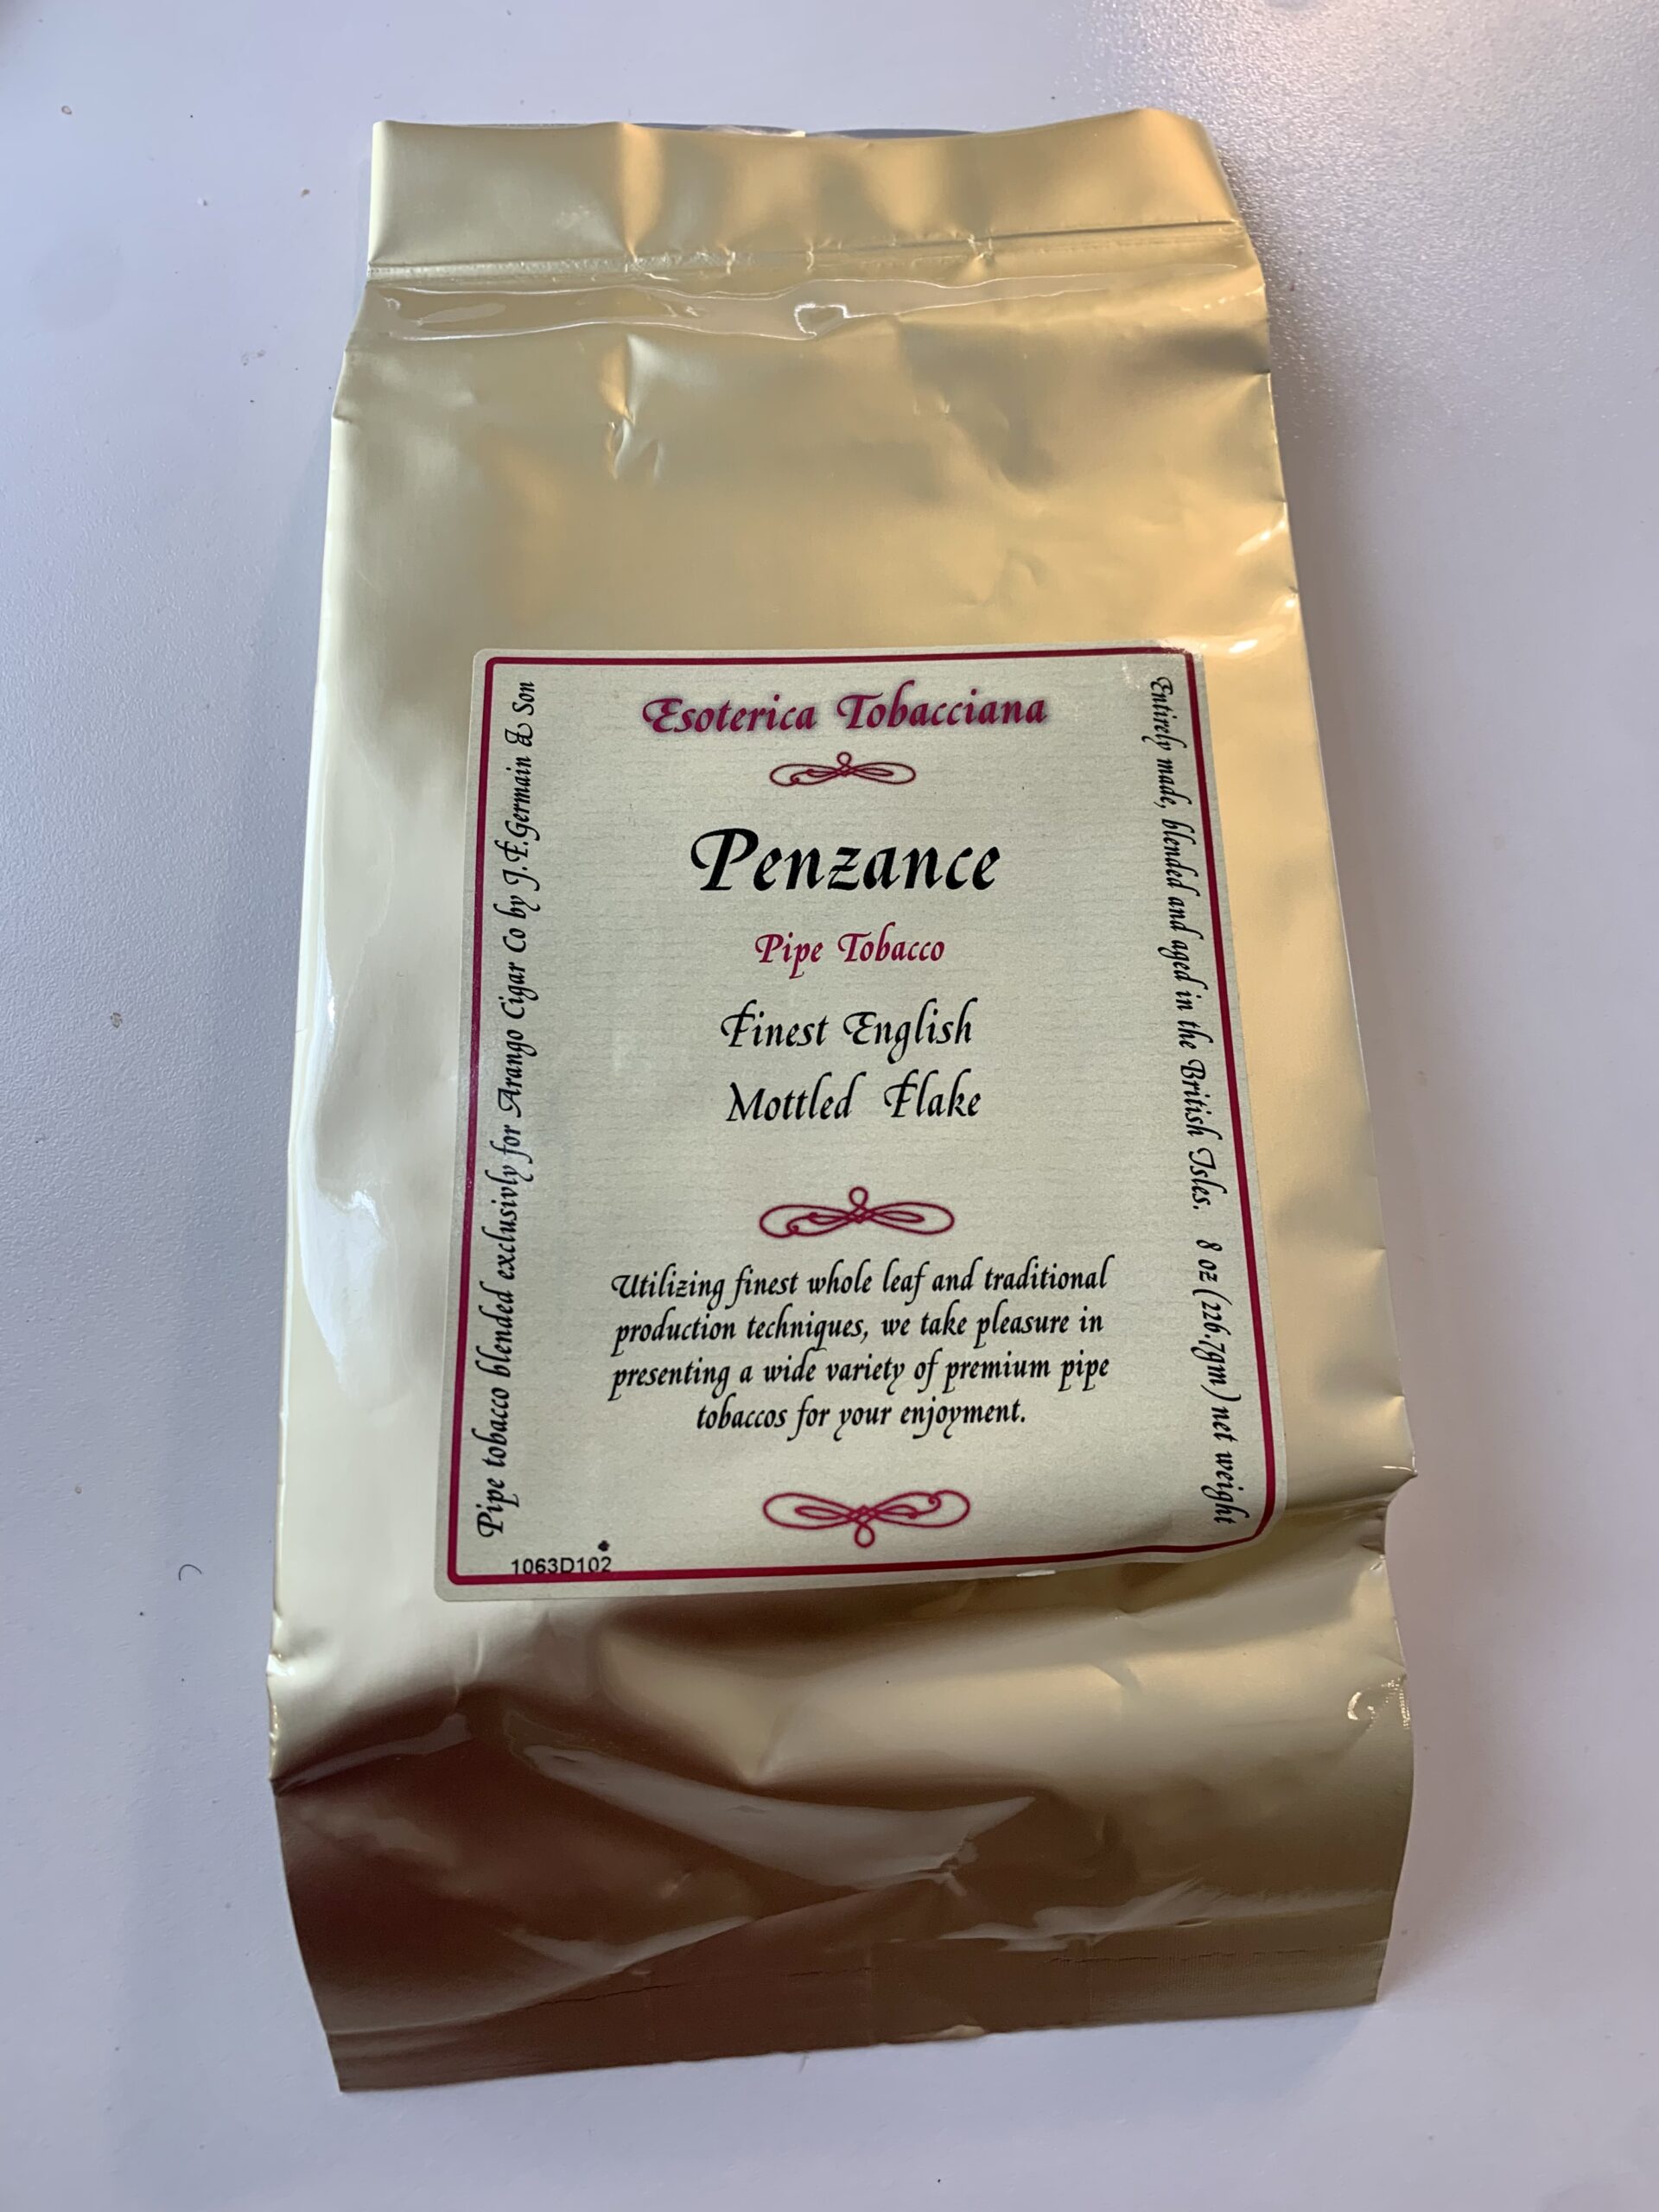 Esoterica Tobacciana
Penzance
Pipe Tobacco
Finest English
Mottled Flake
Utilizing finest whole leaf and traditional
production techniques, we take pleasure in
presenting a wide variety of premium pipe
tobaccos for your enjoyment.
Pipe tobacco blended exclusivly for Arango Cigar Co by J.F.Germain & Son
Entirely made, blended and aged in the British Isles. 8 oz (226.7gm) net weight
1063D102